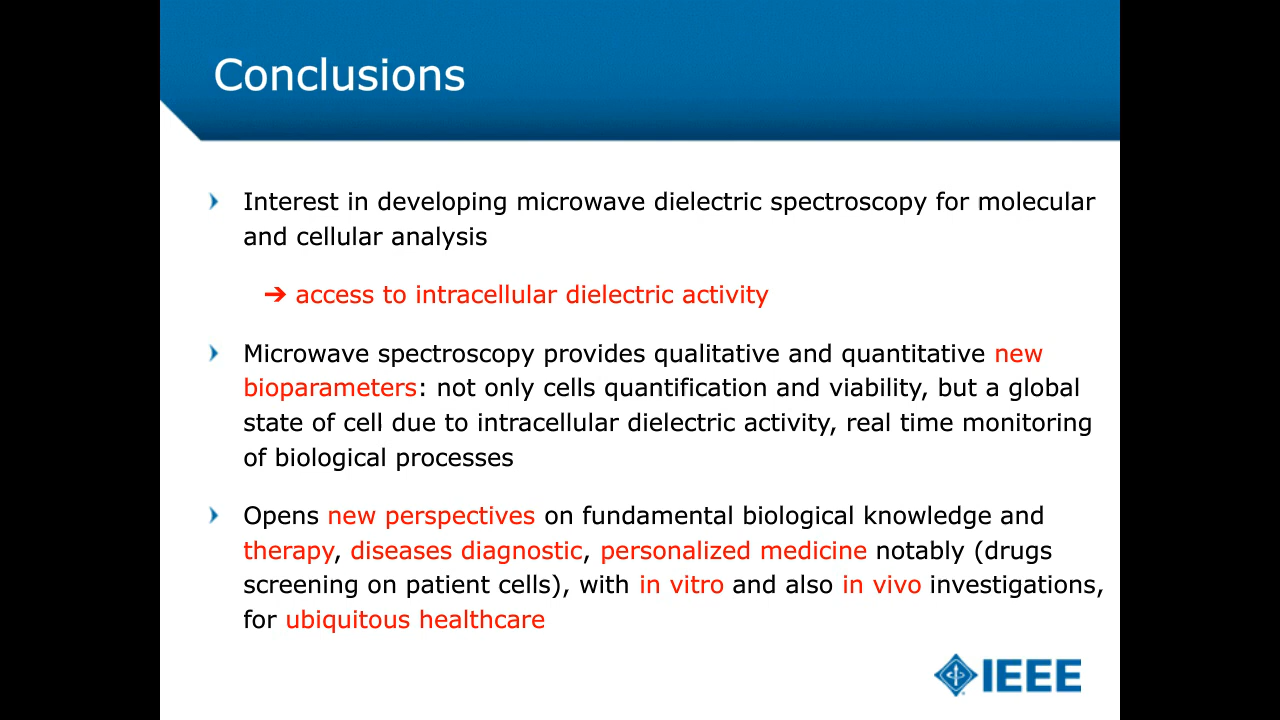 Conclusions
Interest in developing microwave dielectric spectroscopy for molecular
and cellular analysis
➔ access to intracellular dielectric activity
Microwave spectroscopy provides qualitative and quantitative new
bioparameters: not only cells quantification and viability, but a global
state of cell due to intracellular dielectric activity, real time monitoring
of biological processes
Opens new perspectives on fundamental biological knowledge and
therapy, diseases diagnostic, personalized medicine notably (drugs
screening on patient cells), with in vitro and also in vivo investigations,
for ubiquitous healthcare
IEEE